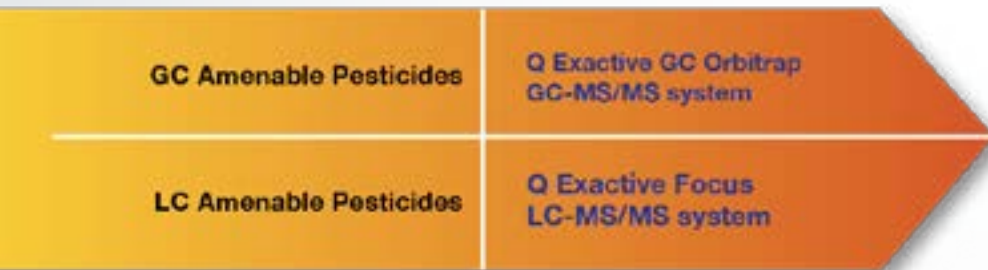 GC Amenable Pesticides
Q Exactive GC Orbitrap
GC-MS/MS system
LC Amenable Pesticides
Q Exactive Focus
LC-MS/MS system